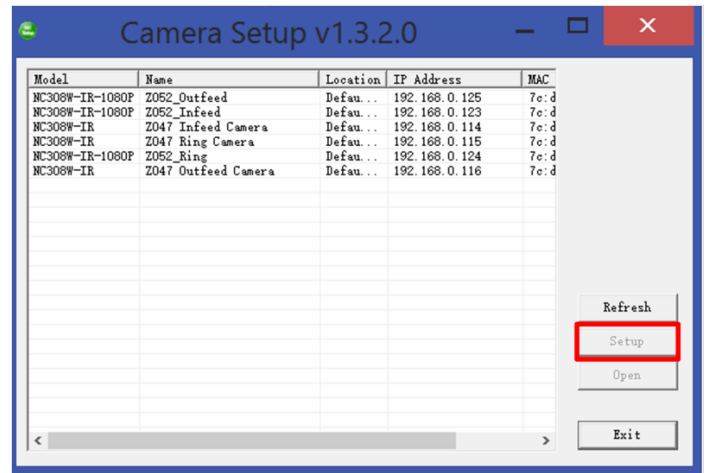 Camera Setup v1.3.2.0
Model Name Location IP Address MAC
NC308W-IR-1080P Z052_Outfeed Defau... 192.168.0.125 7c:d
NC308W-IR-1080P Z052_Infeed Defau... 192.168.0.123 7c:d
NC308W-IR Z047 Infeed Camera Defau... 192.168.0.114 7c:d
NC308W-IR Z047 Ring Camera Defau... 192.168.0.115 7c:d
NC308W-IR-1080P Z052_Ring Defau... 192.168.0.124 7c:d
NC308W-IR Z047 Outfeed Camera Defau... 192.168.0.116 7c:d
Refresh
Setup
Open
Exit